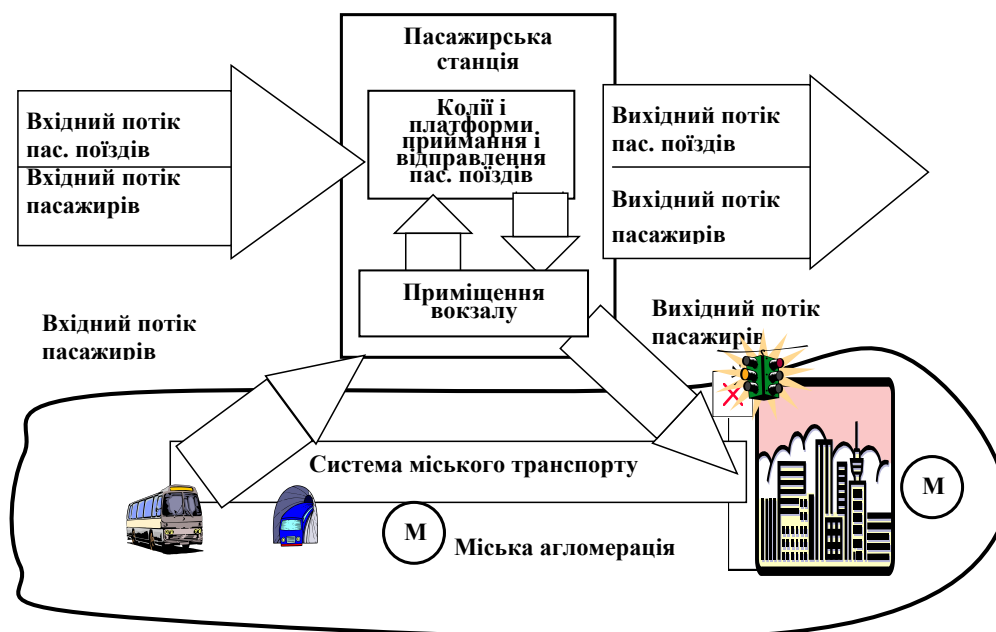 Пасажирська
станція
Колії і
платформи
приймання і
відправлення
пас. поїздів
Вхідний потік
пас. поїздів
Вхідний потік
пасажирів
Вихідний потік
пас. поїздів
Вихідний потік
пасажирів
Приміщення
вокзалу
Вхідний потік
пасажирів
Вихідний потік
пасажирів
Система міського транспорту
М
М
Міська агломерація